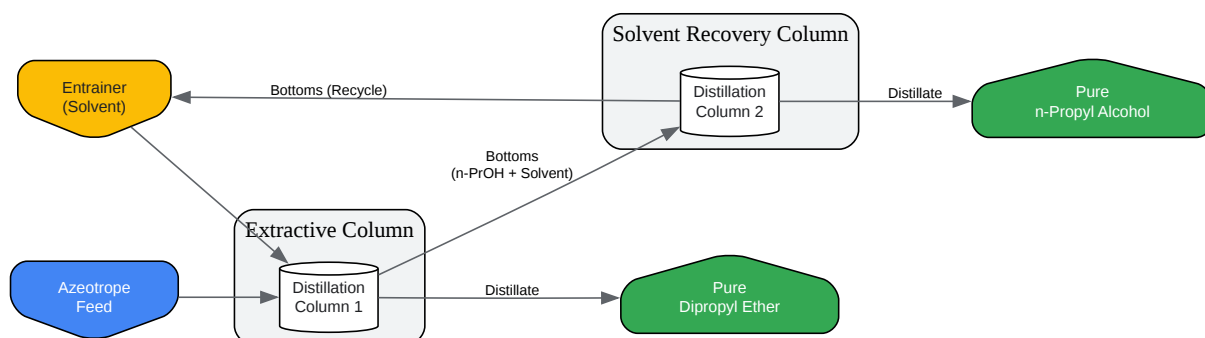 Solvent Recovery Column
Entrainer
(Solvent)
Bottoms (Recycle)
Distillation
Column 2
Distillate
Pure
n-Propyl Alcohol
Bottoms
(n-PrOH + Solvent)
Extractive Column
Azeotrope
Feed
Distillation
Column 1
Distillate
Pure
Dipropyl Ether